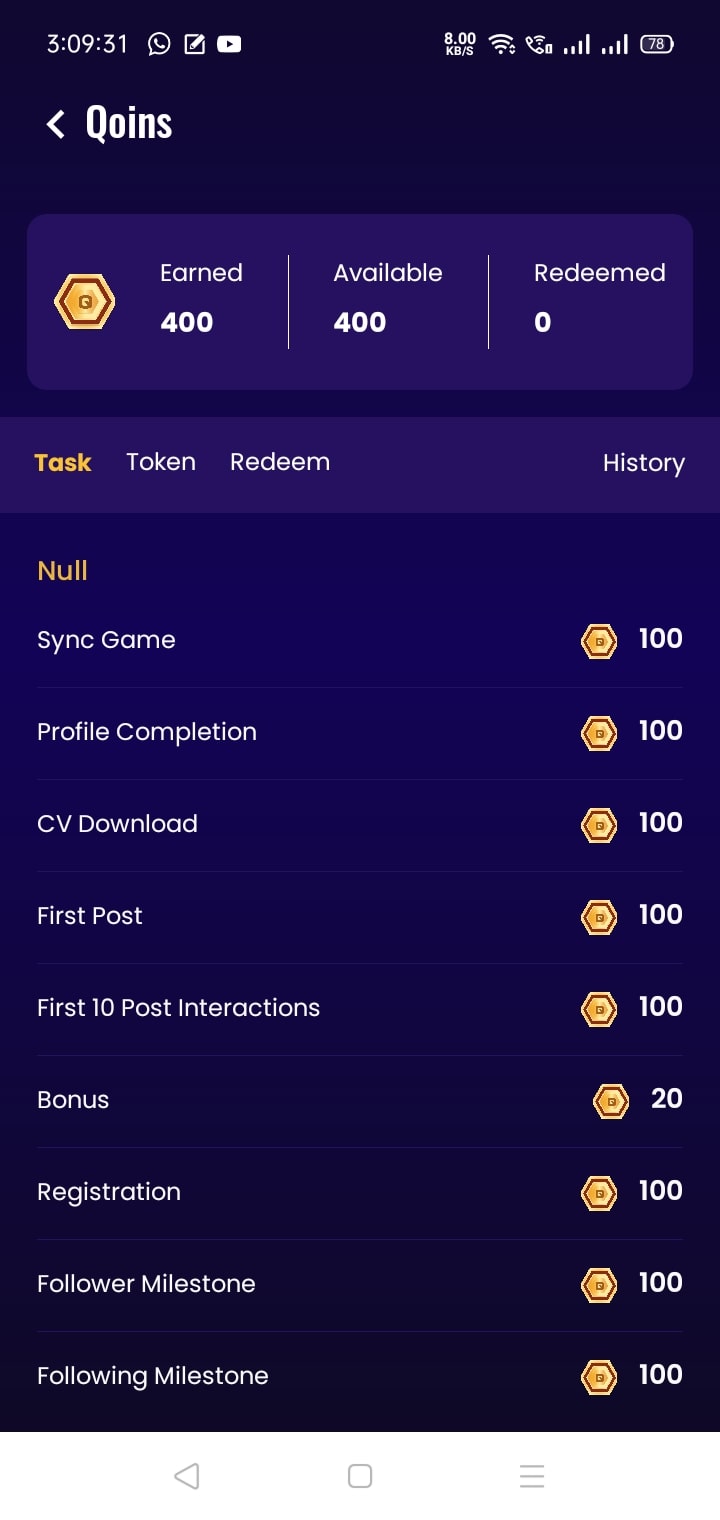 3:09:31
8.00
KB/S
78
Qoins
Earned Available Redeemed
400 400 0
Task Token Redeem History
Null
Sync Game 100
Profile Completion 100
CV Download 100
First Post 100
First 10 Post Interactions 100
Bonus 20
Registration 100
Follower Milestone 100
Following Milestone 100